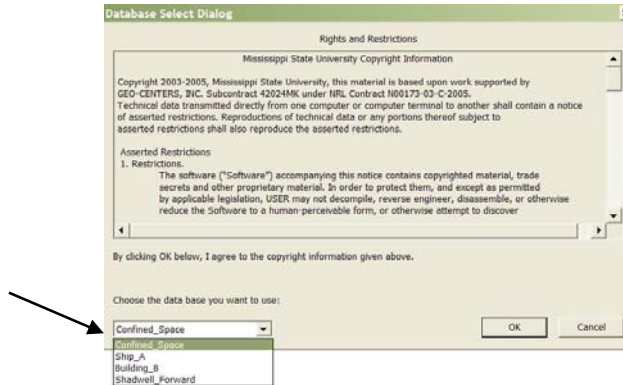 Database Select Dialog
Rights and Restrictions
Mississippi State University Copyright Information
Copyright 2003-2005, Mississippi State University, this material is based upon work supported by
GEO-CENTERS, INC. Subcontract 42024MK under NRL Contract N00173-03-C-2005.
Technical data transmitted directly from one computer or computer terminal to another shall contain a notice
of asserted restrictions. Reproductions of technical data or any portions thereof subject to
asserted restrictions shall also reproduce the asserted restrictions.
Asserted Restrictions
1. Restrictions.
The software ("Software") accompanying this notice contains copyrighted material, trade
secrets and other proprietary material. In order to protect them, and except as permitted
by applicable legislation, USER may not decompile, reverse engineer, disassemble, or otherwise
reduce the Software to a human-perceivable form, or otherwise attempt to discover
By clicking OK below, I agree to the copyright information given above.
Choose the data base you want to use:
Confined_Space
OK Cancel
Confined_Space
Ship_A
Building_B
Shadwell_Forward